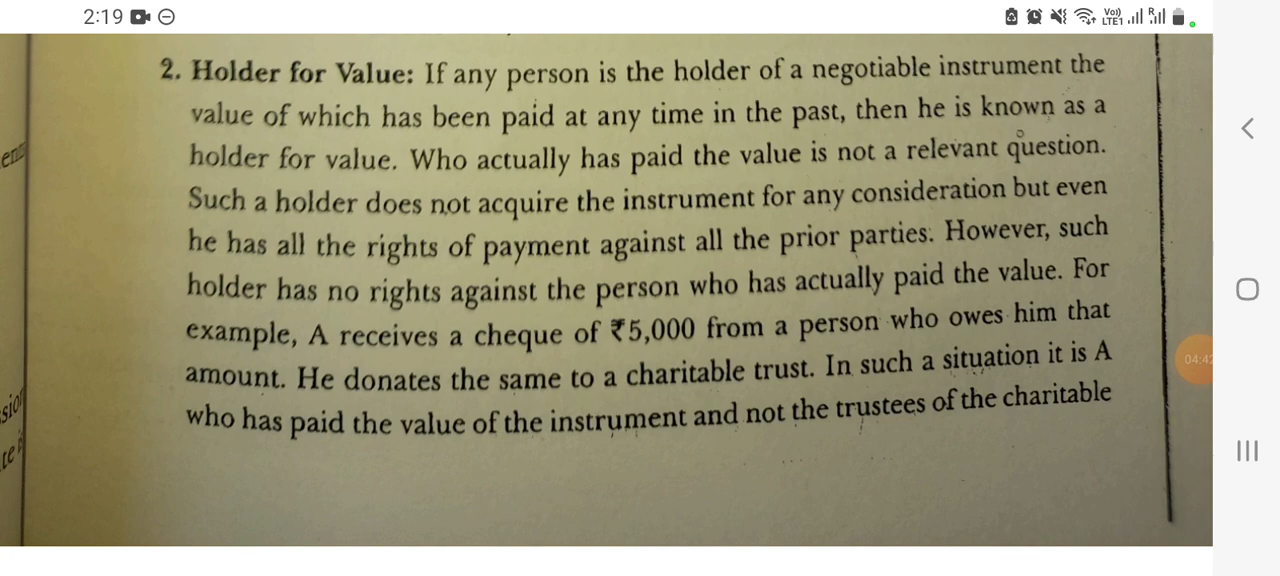 2:19
Vo)) LTE1 R
2. Holder for Value: If any person is the holder of a negotiable instrument the
value of which has been paid at any time in the past, then he is known as a
holder for value. Who actually has paid the value is not a relevant question.
Such a holder does not acquire the instrument for any consideration but even
he has all the rights of payment against all the prior parties. However, such
holder has no rights against the person who has actually paid the value. For
example, A receives a cheque of ₹5,000 from a person who owes him that
amount. He donates the same to a charitable trust. In such a situation it is A
who has paid the value of the instrument and not the trustees of the charitable
04:42